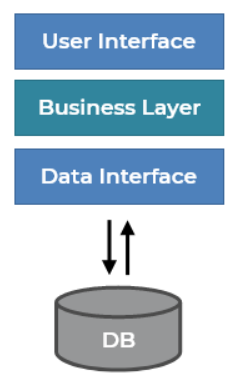 User Interface
Business Layer
Data Interface
DB